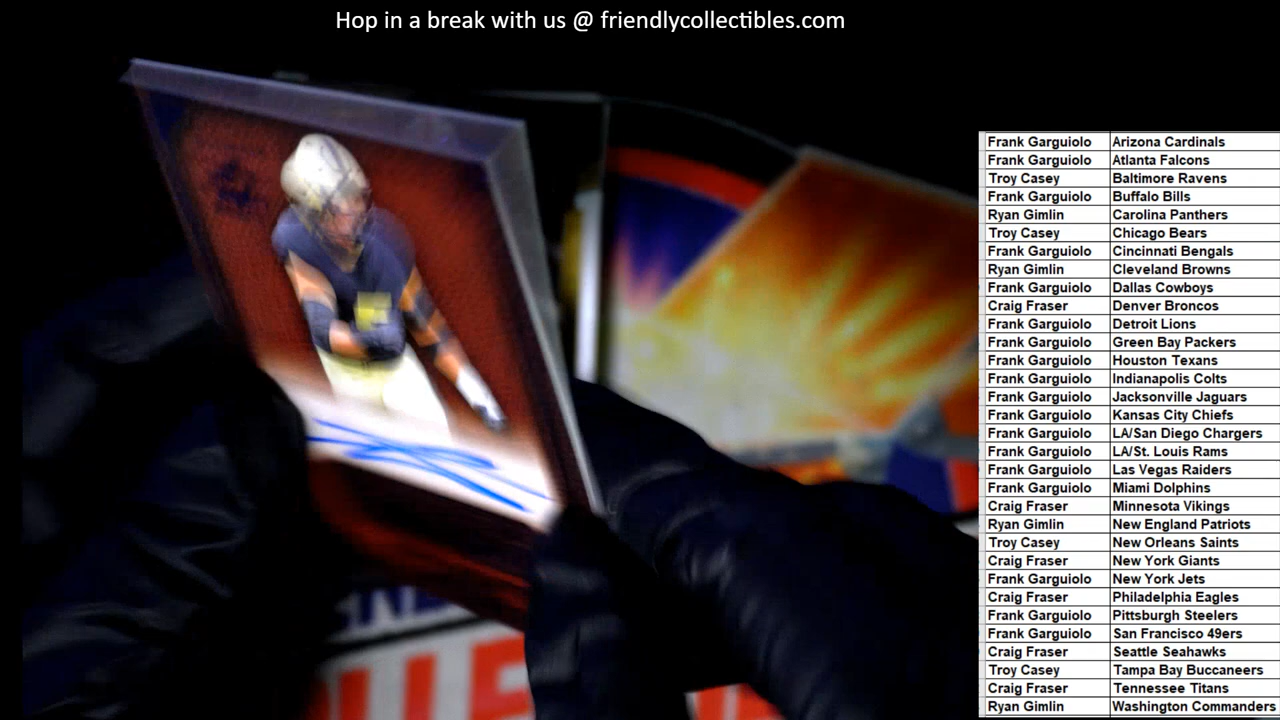 Hop in a break with us @ friendlycollectibles.com
Frank Garguiolo Arizona Cardinals
Frank Garguiolo Atlanta Falcons
Troy Casey Baltimore Ravens
Frank Garguiolo Buffalo Bills
Ryan Gimlin Carolina Panthers
Troy Casey Chicago Bears
Frank Garguiolo Cincinnati Bengals
Ryan Gimlin Cleveland Browns
Frank Garguiolo Dallas Cowboys
Craig Fraser Denver Broncos
Frank Garguiolo Detroit Lions
Frank Garguiolo Green Bay Packers
Frank Garguiolo Houston Texans
Frank Garguiolo Indianapolis Colts
Frank Garguiolo Jacksonville Jaguars
Frank Garguiolo Kansas City Chiefs
Frank Garguiolo LA/San Diego Chargers
Frank Garguiolo LA/St. Louis Rams
Frank Garguiolo Las Vegas Raiders
Frank Garguiolo Miami Dolphins
Craig Fraser Minnesota Vikings
Ryan Gimlin New England Patriots
Troy Casey New Orleans Saints
Craig Fraser New York Giants
Frank Garguiolo New York Jets
Craig Fraser Philadelphia Eagles
Frank Garguiolo Pittsburgh Steelers
Frank Garguiolo San Francisco 49ers
Craig Fraser Seattle Seahawks
Troy Casey Tampa Bay Buccaneers
Craig Fraser Tennessee Titans
Ryan Gimlin Washington Commanders